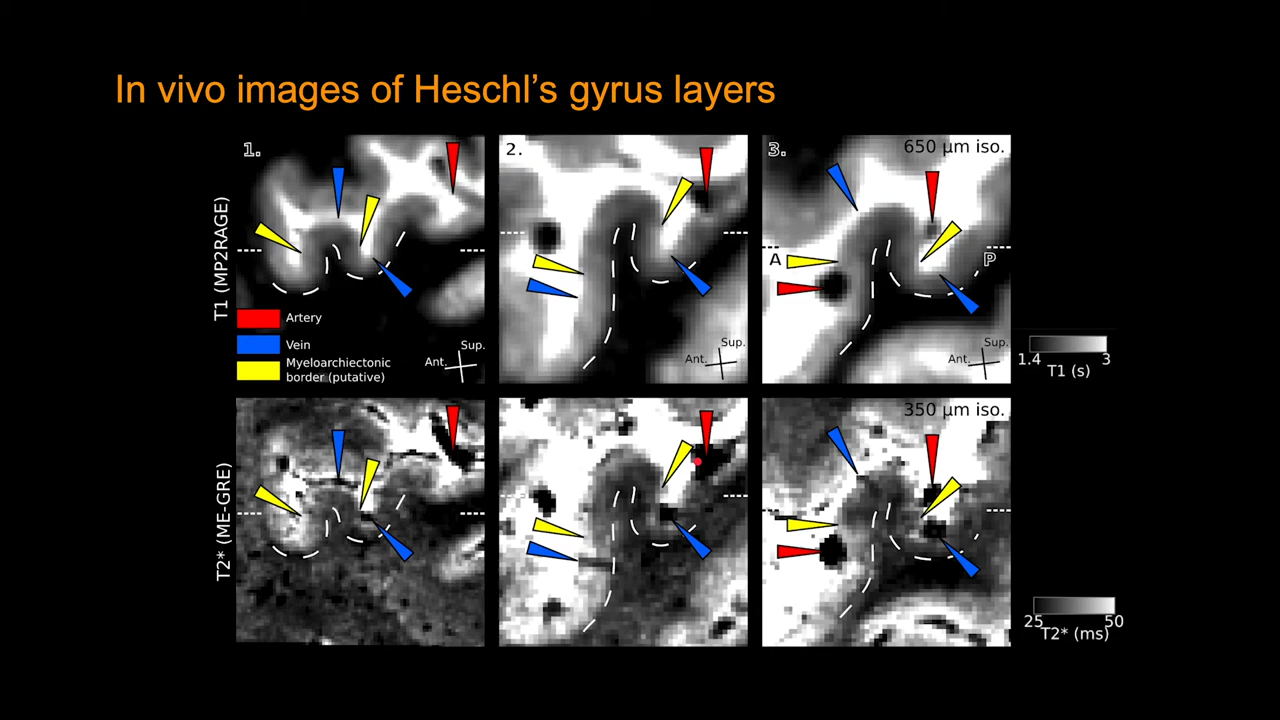 In vivo images of Heschl's gyrus layers
1.
2.
3.
650 µm iso.
T1 (MP2RAGE)
A
P
Artery
Vein
Myeloarchiectonic
border (putative)
Sup.
Ant.
Sup.
Ant.
Sup.
Ant.
1.4
3
T1 (s)
350 µm iso.
T2* (ME-GRE)
25
50
T2* (ms)